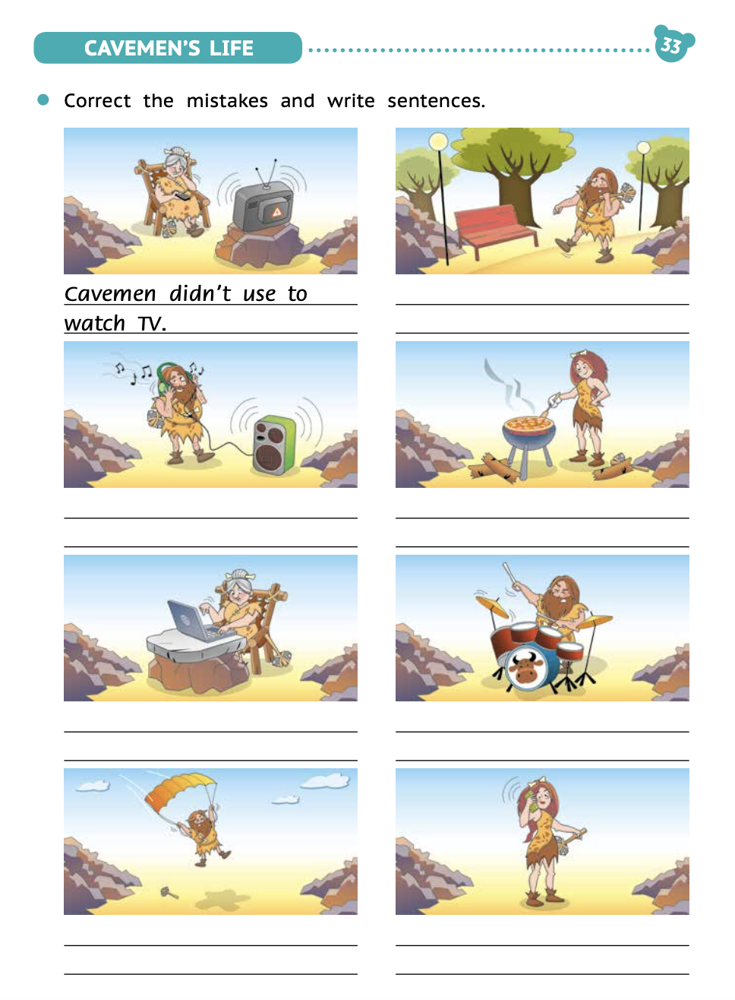 CAVEMEN'S LIFE
33
Correct the mistakes and write sentences.
Cavemen didn't use to
watch TV.